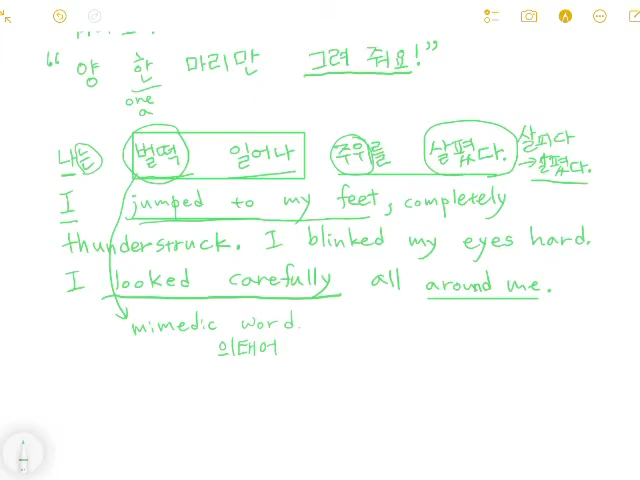 “ 양 한 마리만 그려 줘요!”
one
a
나는 벌떡 일어나 주위를 살폈다. 살피다
→ 살폈다.
I jumped to my feet, completely
thunderstruck. I blinked my eyes hard.
I looked carefully all around me.
mimedic word.
의태어